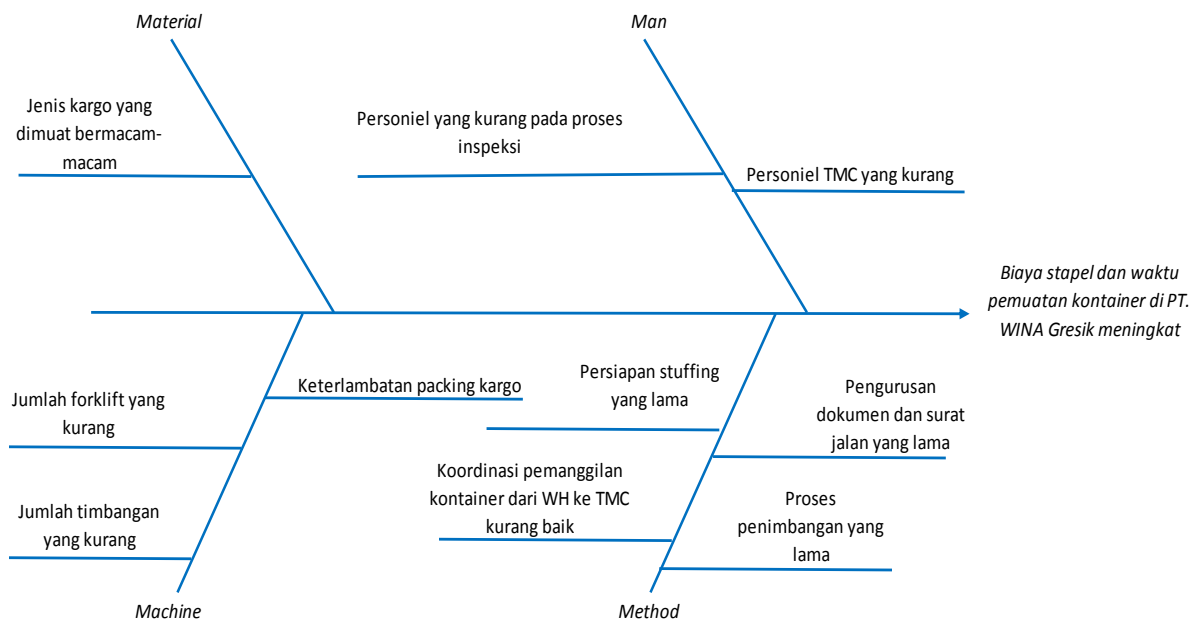 Material
Man
Jenis kargo yang
dimuat bermacam-
macam
Personiel yang kurang pada proses
inspeksi
Personiel TMC yang kurang
Biaya stapel dan waktu
pemuatan kontainer di PT.
WINA Gresik meningkat
Jumlah forklift yang
kurang
Keterlambatan packing kargo
Persiapan stuffing
yang lama
Pengurusan
dokumen dan surat
jalan yang lama
Jumlah timbangan
yang kurang
Koordinasi pemanggilan
kontainer dari WH ke TMC
kurang baik
Proses
penimbangan yang
lama
Machine
Method